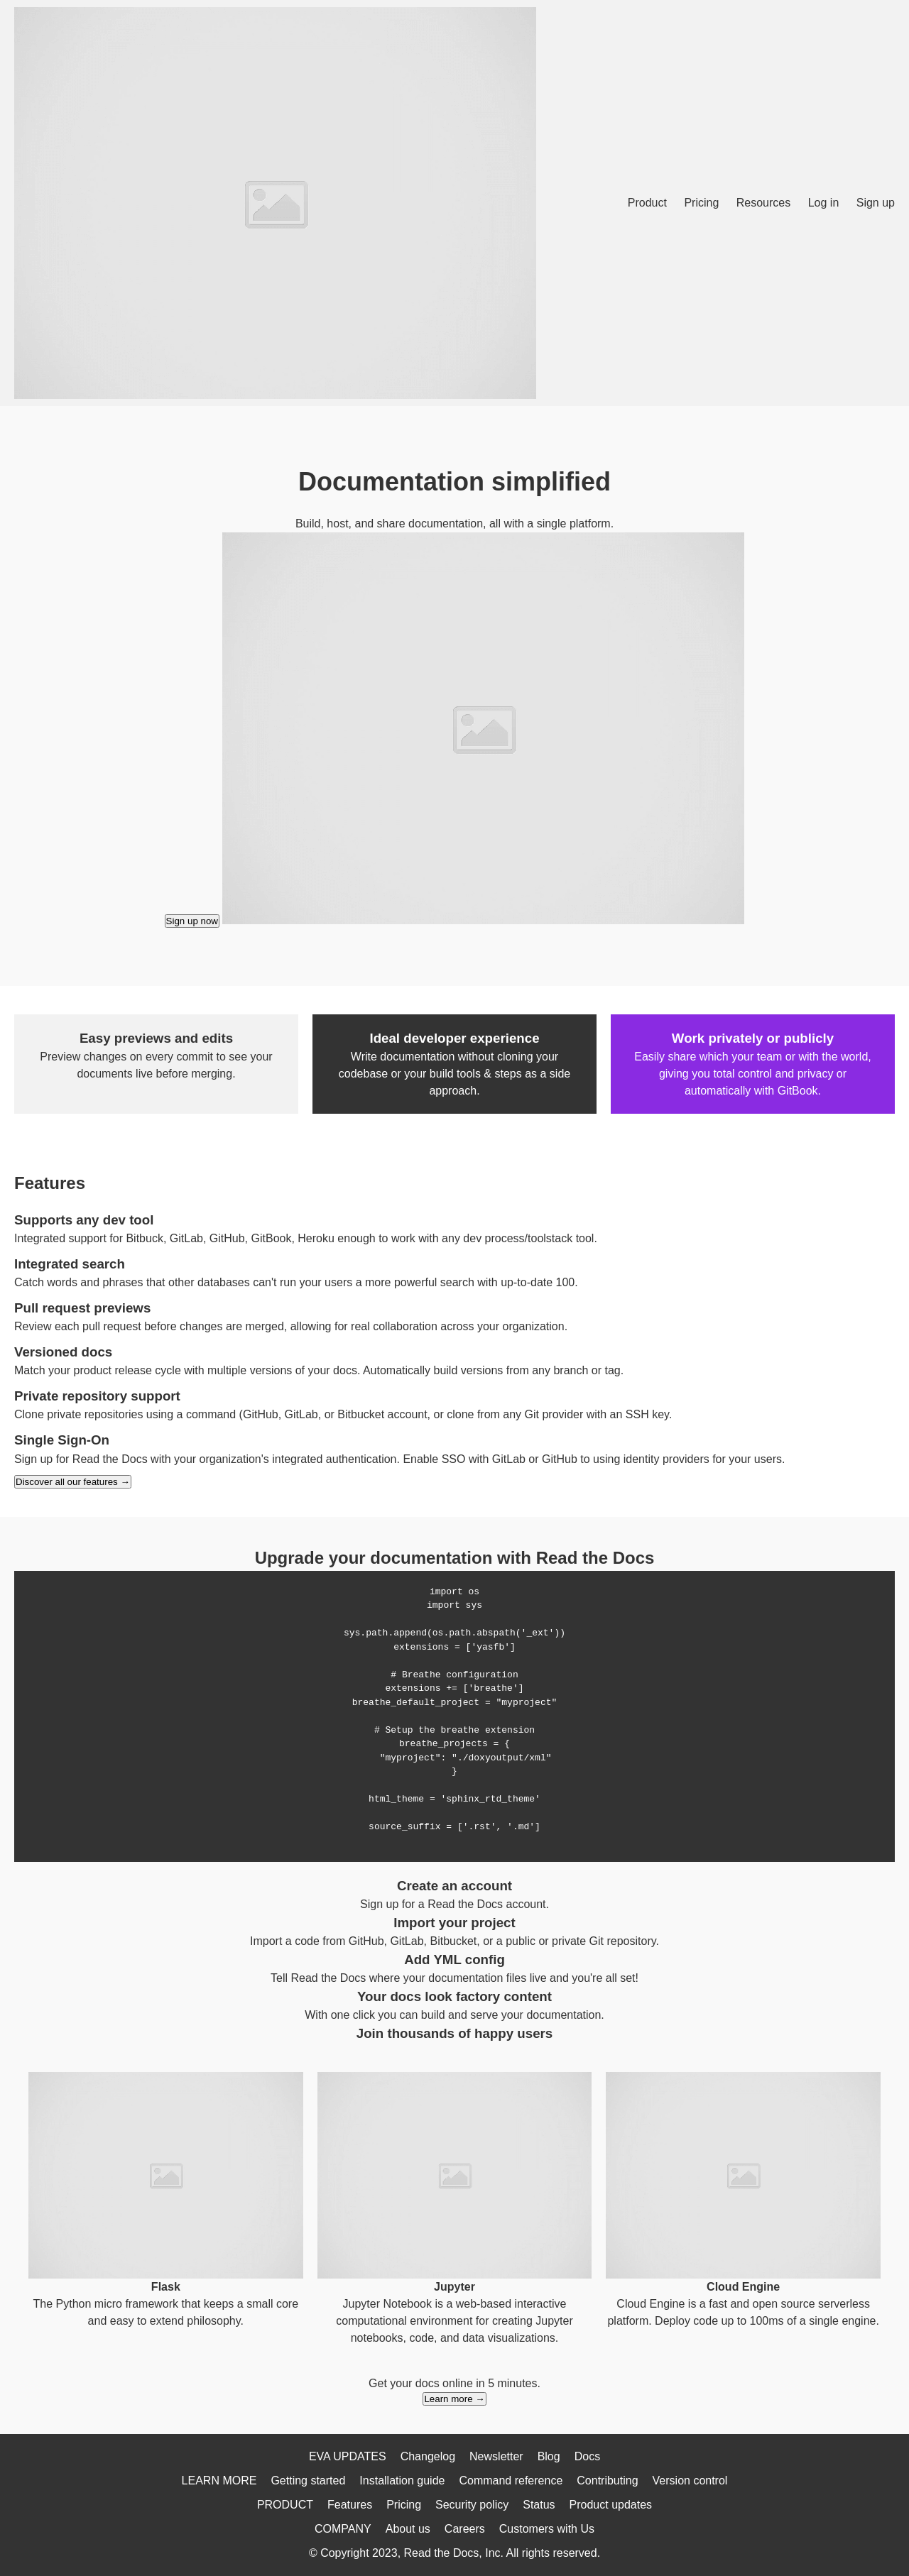 Product Pricing Resources Log in Sign up
Documentation simplified
Build, host, and share documentation, all with a single platform.
Sign up now
Easy previews and edits
Preview changes on every commit to see your
documents live before merging.
Ideal developer experience
Write documentation without cloning your
codebase or your build tools & steps as a side
approach.
Work privately or publicly
Easily share which your team or with the world,
giving you total control and privacy or
automatically with GitBook.
Features
Supports any dev tool
Integrated support for Bitbuck, GitLab, GitHub, GitBook, Heroku enough to work with any dev process/toolstack tool.
Integrated search
Catch words and phrases that other databases can't run your users a more powerful search with up-to-date 100.
Pull request previews
Review each pull request before changes are merged, allowing for real collaboration across your organization.
Versioned docs
Match your product release cycle with multiple versions of your docs. Automatically build versions from any branch or tag.
Private repository support
Clone private repositories using a command (GitHub, GitLab, or Bitbucket account, or clone from any Git provider with an SSH key.
Single Sign-On
Sign up for Read the Docs with your organization's integrated authentication. Enable SSO with GitLab or GitHub to using identity providers for your users.
Discover all our features →
Upgrade your documentation with Read the Docs
import os
import sys
sys.path.append(os.path.abspath('_ext'))
extensions = ['yasfb']
# Breathe configuration
extensions += ['breathe']
breathe_default_project = "myproject"
# Setup the breathe extension
breathe_projects = {
"myproject": "./doxyoutput/xml"
}
html_theme = 'sphinx_rtd_theme'
source_suffix = ['.rst', '.md']
Create an account
Sign up for a Read the Docs account.
Import your project
Import a code from GitHub, GitLab, Bitbucket, or a public or private Git repository.
Add YML config
Tell Read the Docs where your documentation files live and you're all set!
Your docs look factory content
With one click you can build and serve your documentation.
Join thousands of happy users
Flask
The Python micro framework that keeps a small core
and easy to extend philosophy.
Jupyter
Jupyter Notebook is a web-based interactive
computational environment for creating Jupyter
notebooks, code, and data visualizations.
Cloud Engine
Cloud Engine is a fast and open source serverless
platform. Deploy code up to 100ms of a single engine.
Get your docs online in 5 minutes.
Learn more →
EVA UPDATES Changelog Newsletter Blog Docs
LEARN MORE Getting started Installation guide Command reference Contributing Version control
PRODUCT Features Pricing Security policy Status Product updates
COMPANY About us Careers Customers with Us
© Copyright 2023, Read the Docs, Inc. All rights reserved.